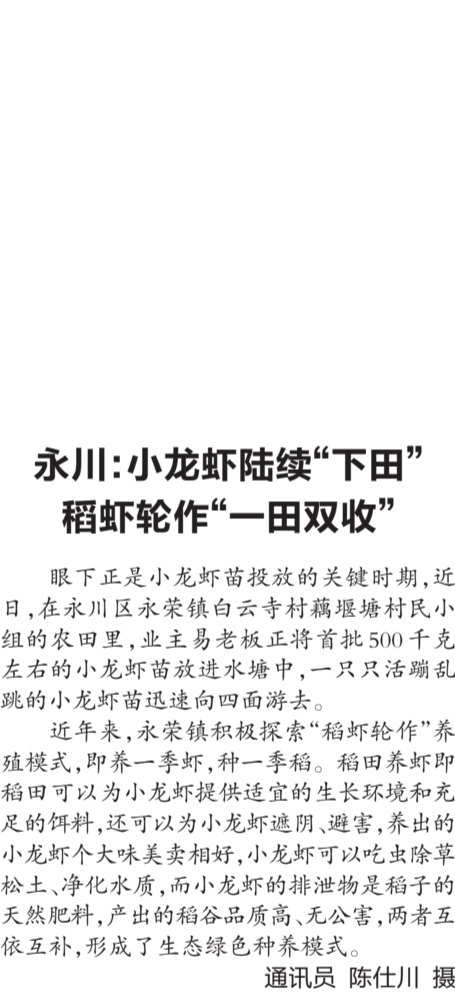 永川:小龙虾陆续“下田”
稻虾轮作“一田双收”
眼下正是小龙虾苗投放的关键时期,近
日,在永川区永荣镇白云寺村藕堰塘村民小
组的农田里,业主易老板正将首批500千克
左右的小龙虾苗放进水塘中,一只只活蹦乱
跳的小龙虾苗迅速向四面游去。
近年来,永荣镇积极探索“稻虾轮作”养
殖模式,即养一季虾,种一季稻。稻田养虾即
稻田可以为小龙虾提供适宜的生长环境和充
足的饵料,还可以为小龙虾遮阴、避害,养出的
小龙虾个大味美卖相好,小龙虾可以吃虫除草
松土、净化水质,而小龙虾的排泄物是稻子的
天然肥料,产出的稻谷品质高、无公害,两者互
依互补,形成了生态绿色种养模式。
通讯员 陈仕川 摄